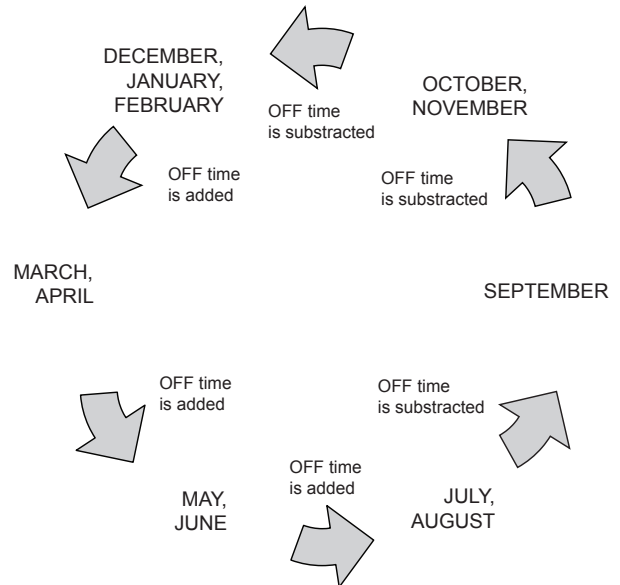 DECEMBER,
JANUARY,
FEBRUARY
OFF time
is substracted
OCTOBER,
NOVEMBER
OFF time
is added
OFF time
is substracted
MARCH,
APRIL
SEPTEMBER
OFF time
is added
OFF time
is substracted
OFF time
is added
MAY,
JUNE
JULY,
AUGUST